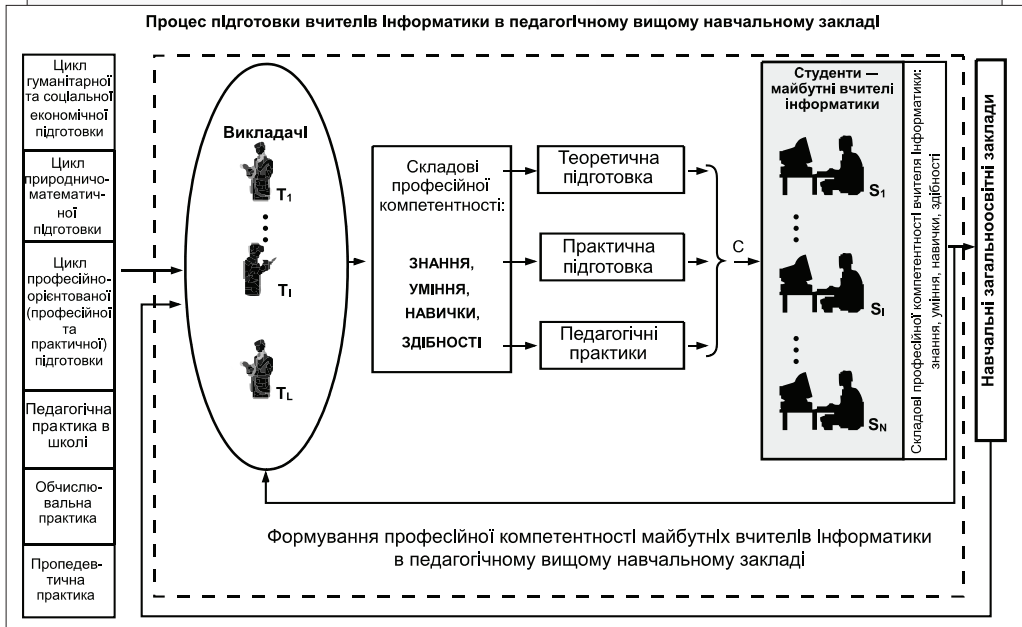 Процес підготовки вчителів інформатики в педагогічному вищому навчальному закладі
Цикл
гуманітарної
та соціальної
економічної
підготовки
Цикл
природничо-
математич-
ної
підготовки
Цикл
професійно-
орієнтованої
(професійної
та
практичної)
підготовки
Педагогічна
практика в
школі
Обчислю-
вальна
практика
Пропедев-
тична
практика
Викладачі
T1
TI
TL
Складові
професійної
компетентності:
ЗНАННЯ,
УМІННЯ,
НАВИЧКИ,
ЗДІБНОСТІ
Теоретична
підготовка
Практична
підготовка
Педагогічні
практики
С
Студенти —
майбутні вчителі
інформатики
S1
SI
SN
Складові професійної компетентності вчителя інформатики:
знання, уміння, навички, здібності
Навчальні загальноосвітні заклади
Формування професійної компетентності майбутніх вчителів інформатики
в педагогічному вищому навчальному закладі